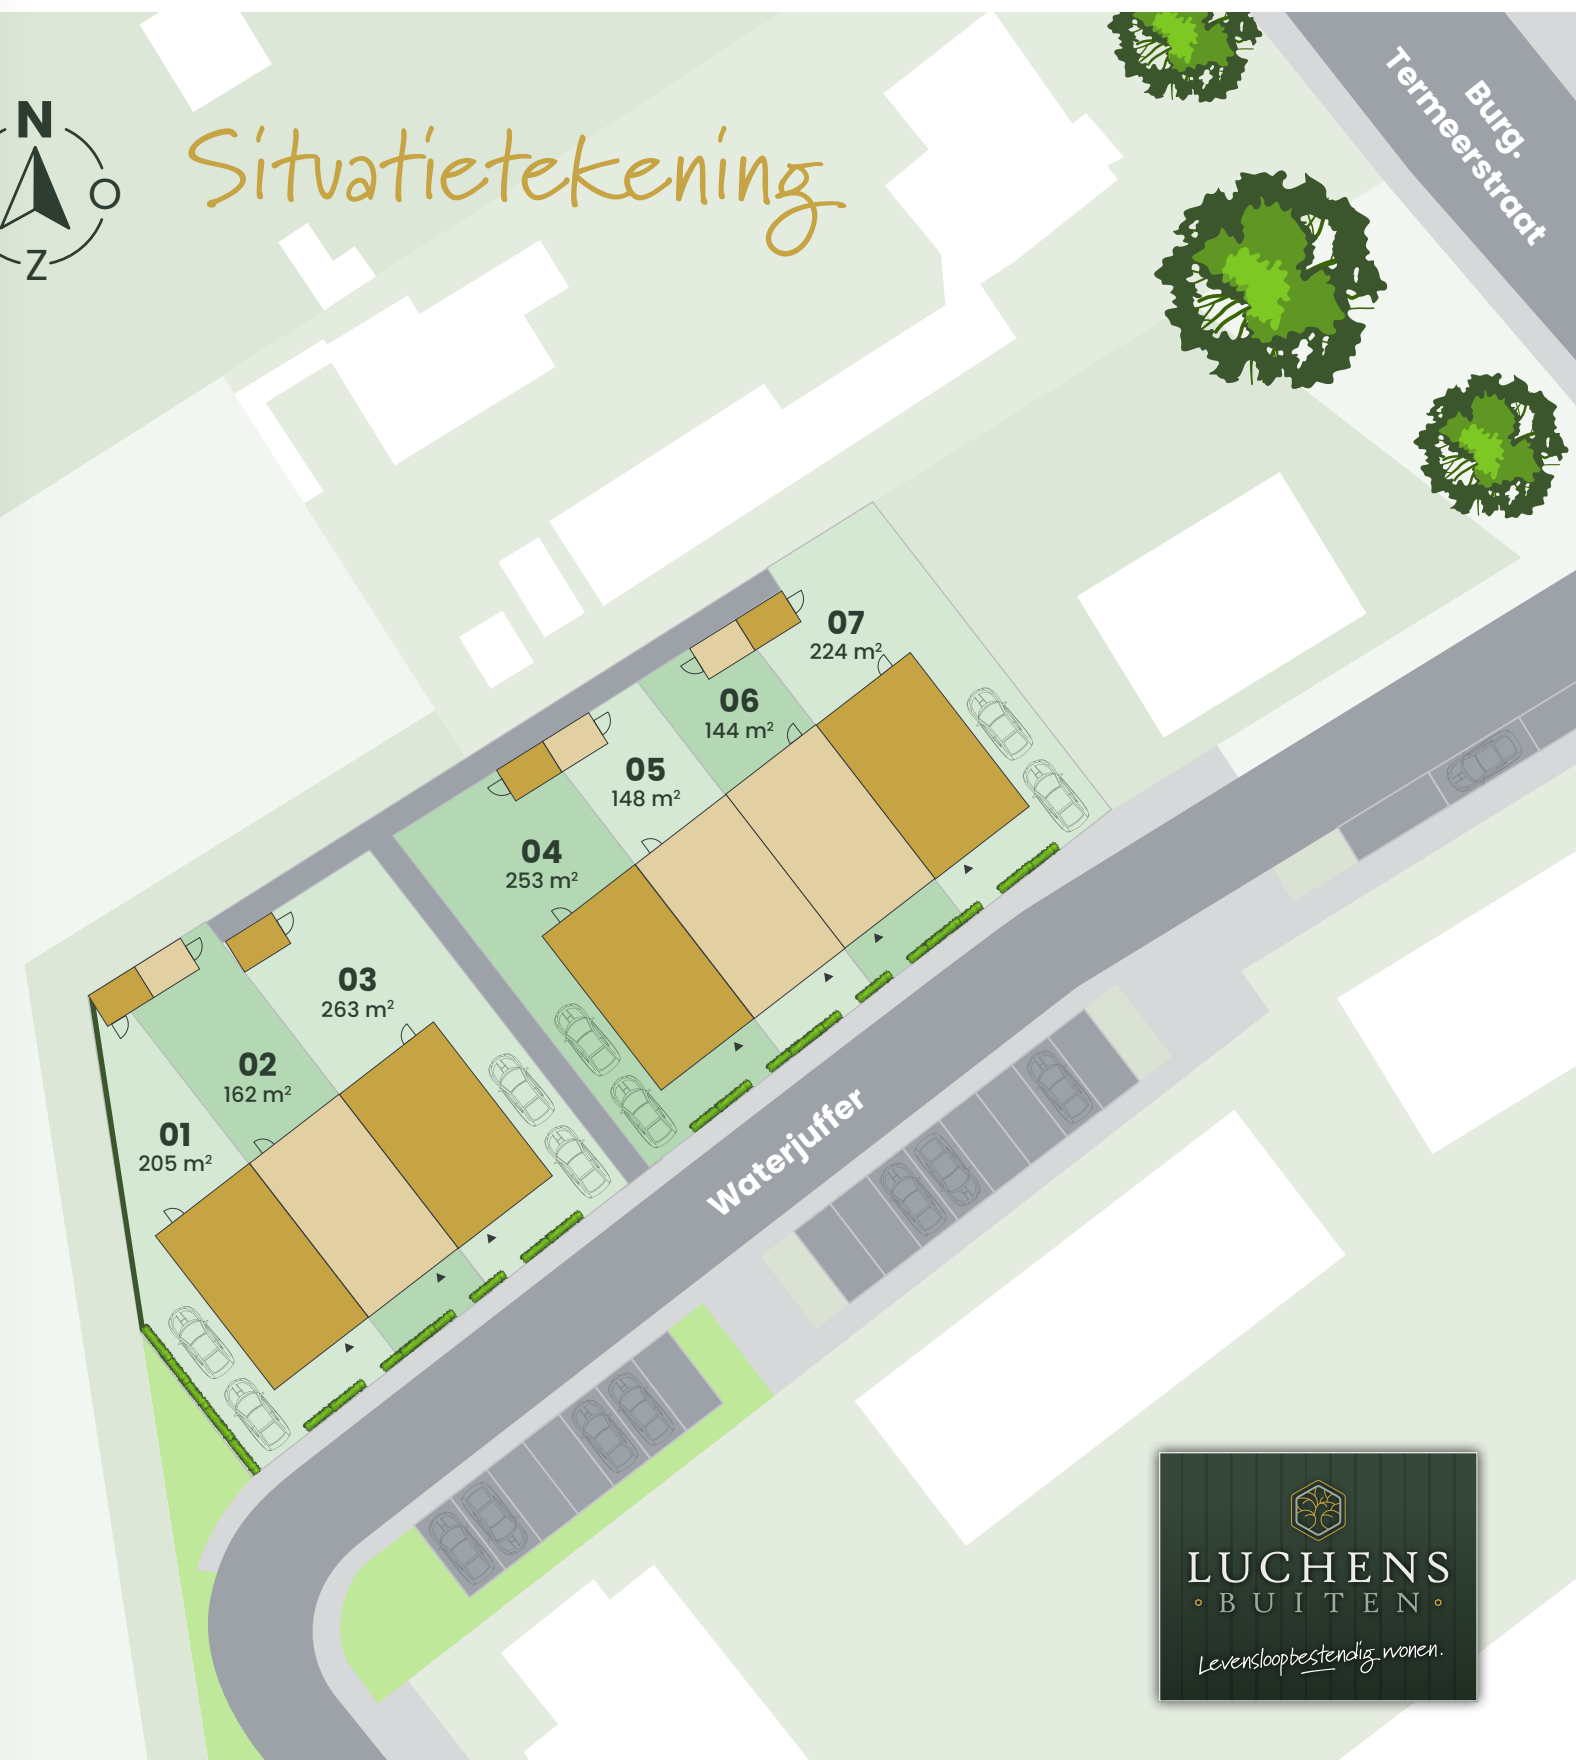 N
O
Z
Situatietekening
Burg.
Termeerstraat
07
224 m²
06
144 m²
05
148 m²
04
253 m²
03
263 m²
02
162 m²
01
205 m²
Waterjuffer
LUCHENS
BUITEN
Levensloopbestendig wonen.